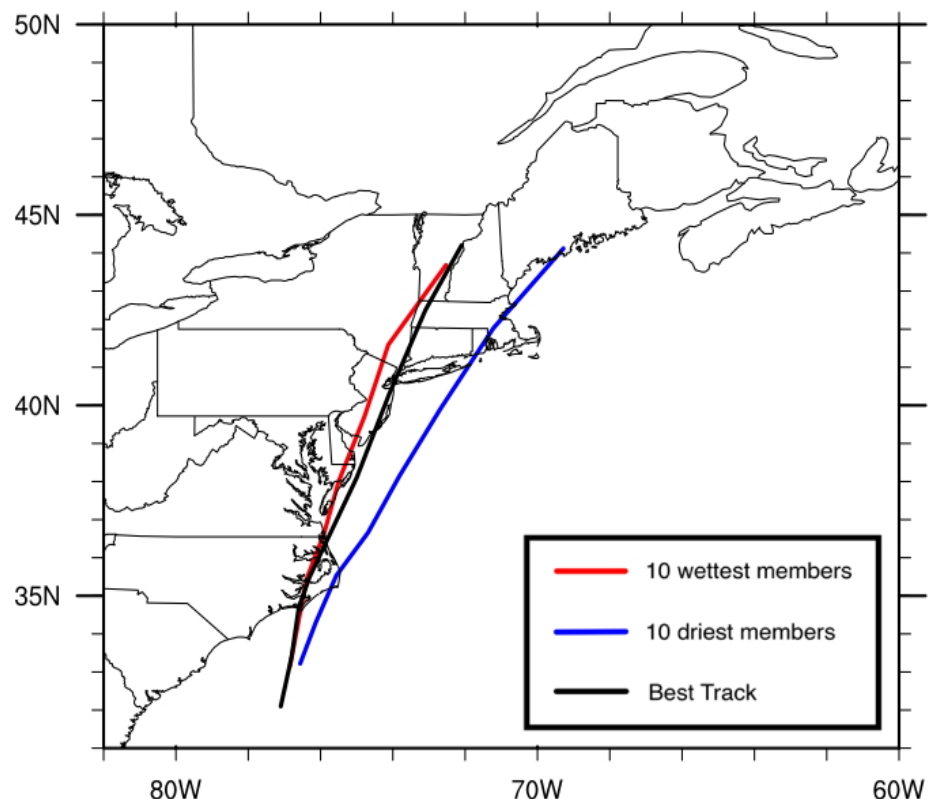 50N
45N
40N
35N
10 wettest members
10 driest members
Best Track
80W 70W 60W